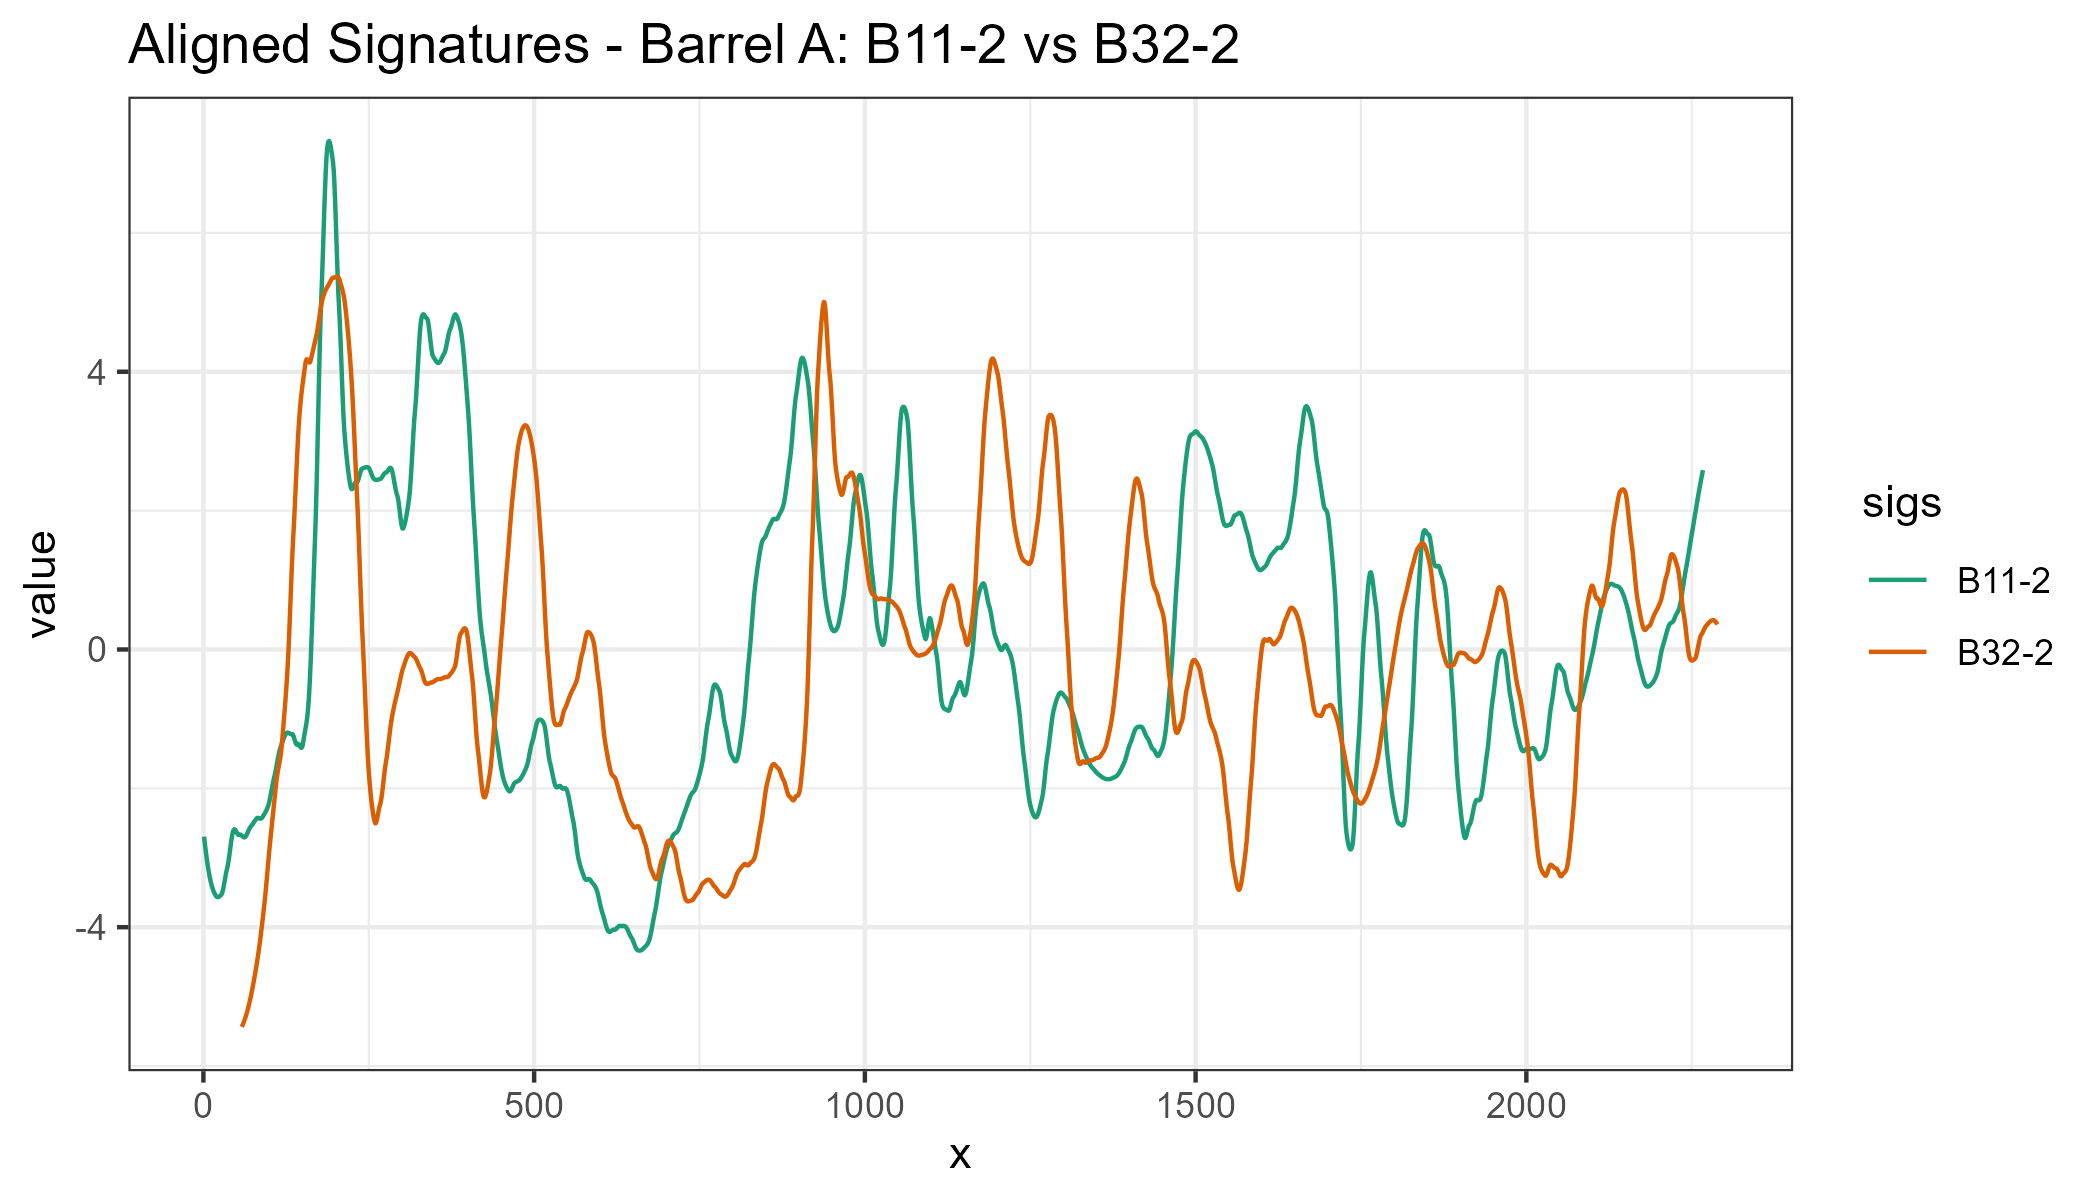 Aligned Signatures - Barrel A: B11-2 vs B32-2
value
4
0
-4
0 500 1000 1500 2000
x
sigs
B11-2
B32-2